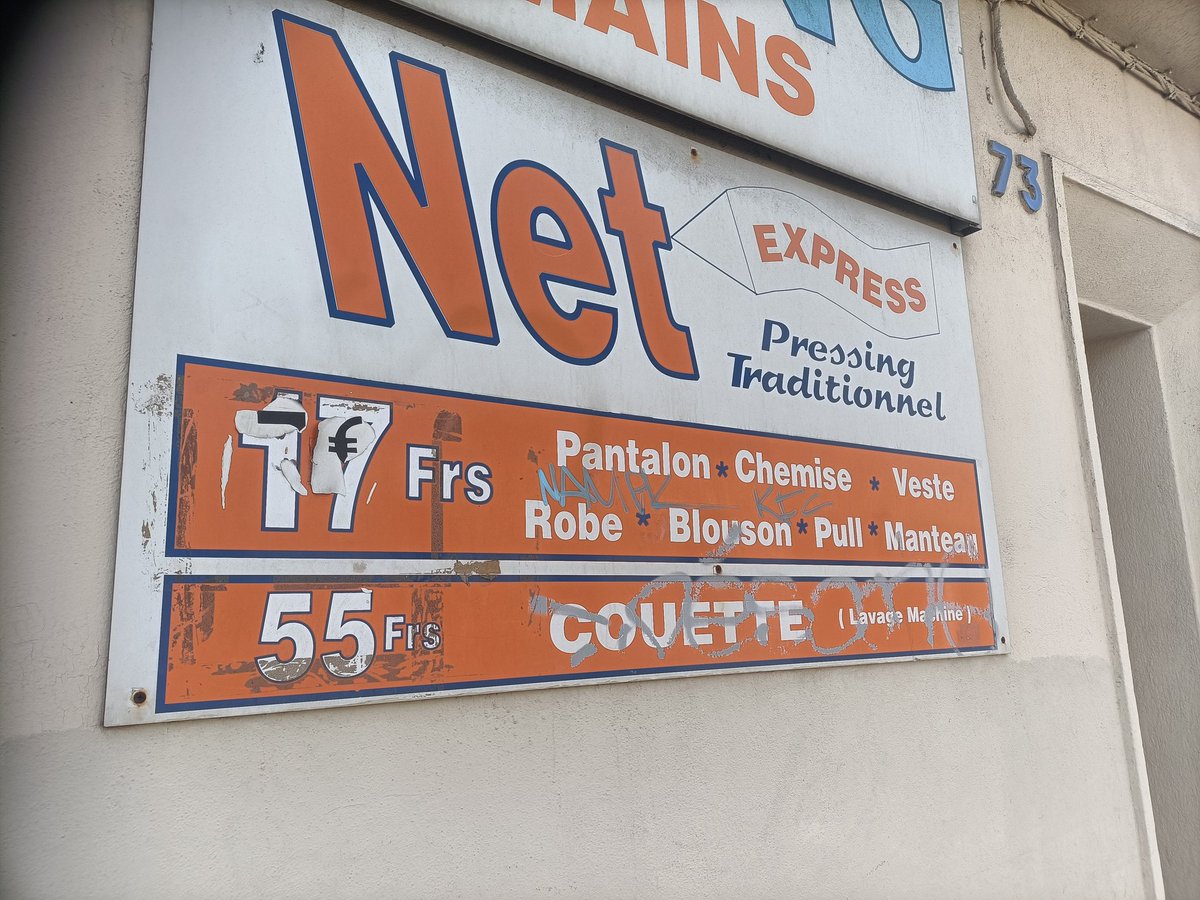 MAINS
73
Net
EXPRESS
Pressing
Traditionnel
17 Frs
€
Pantalon * Chemise * Veste
Robe * Blouson * Pull * Manteau
55 Frs COUETTE ( Lavage Machine )